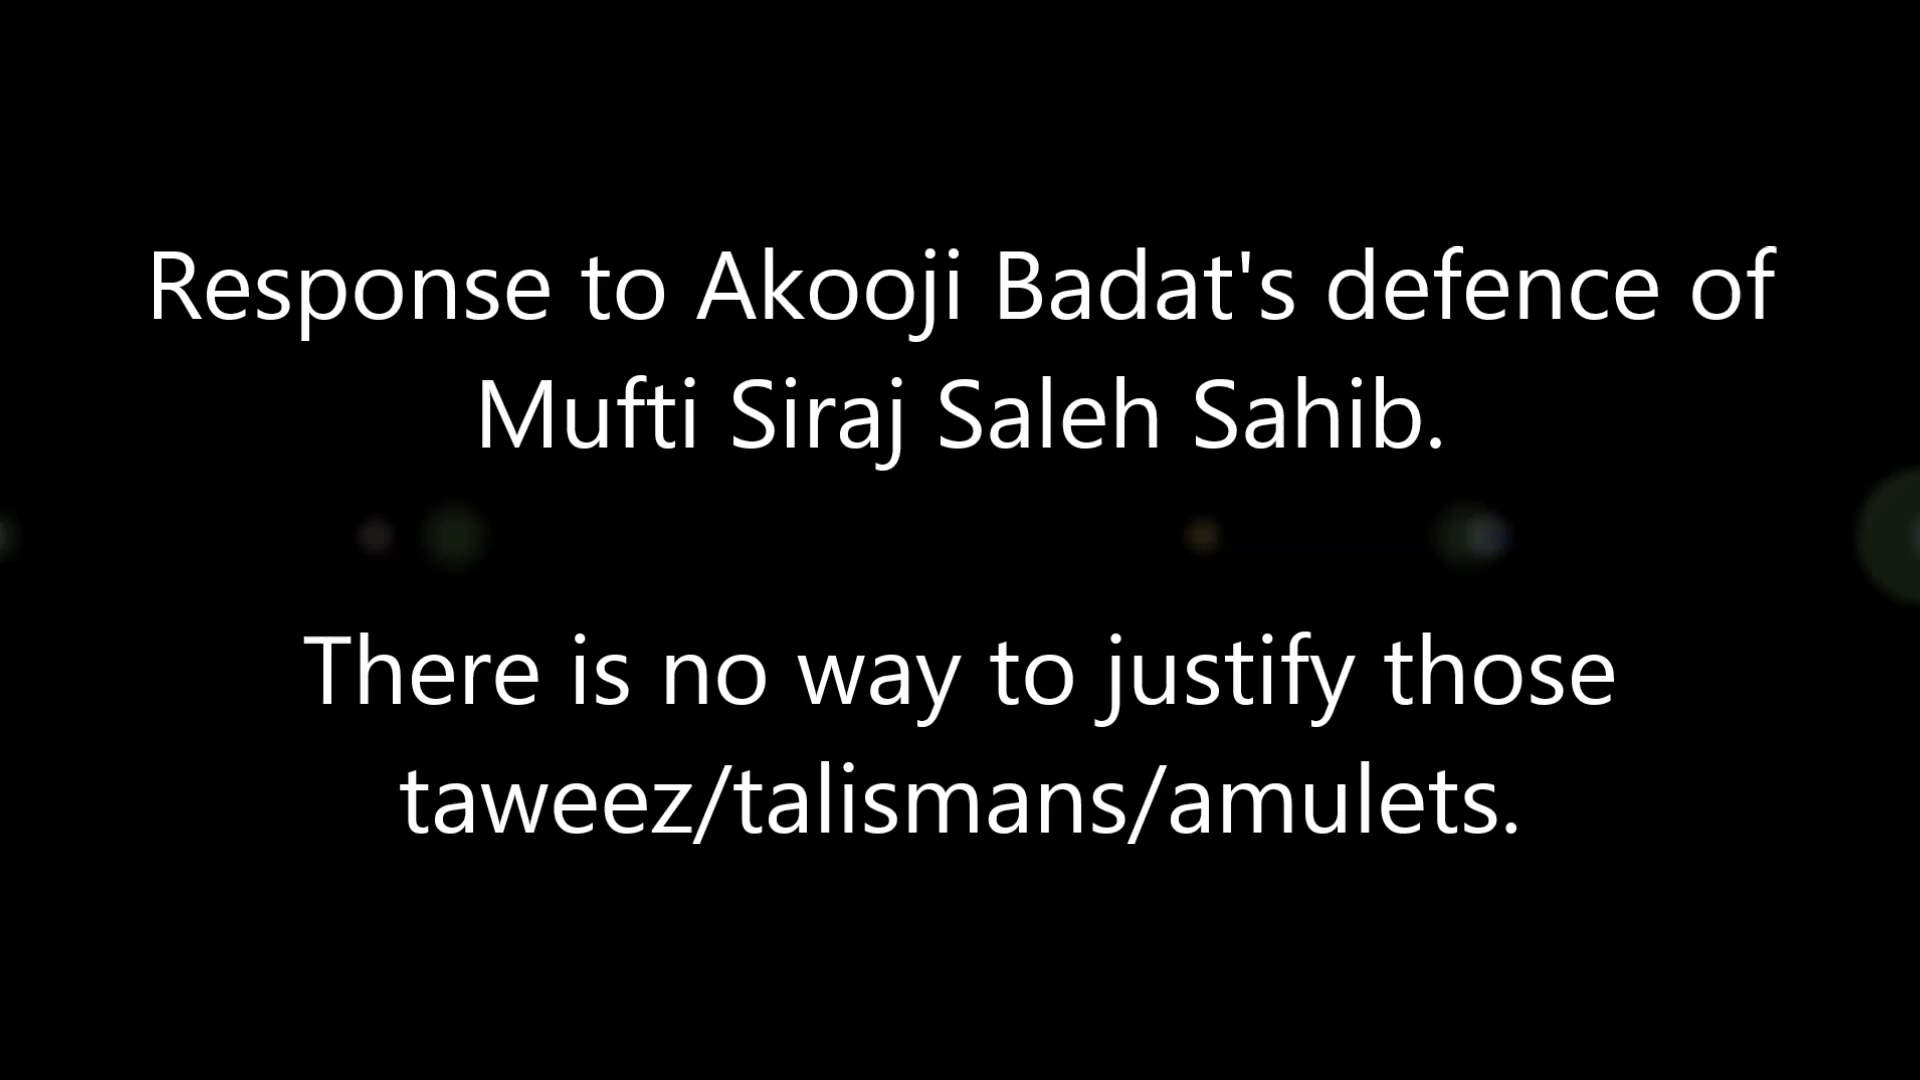 Response to Akooji Badat's defence of
Mufti Siraj Saleh Sahib.
There is no way to justify those
taweez/talismans/amulets.